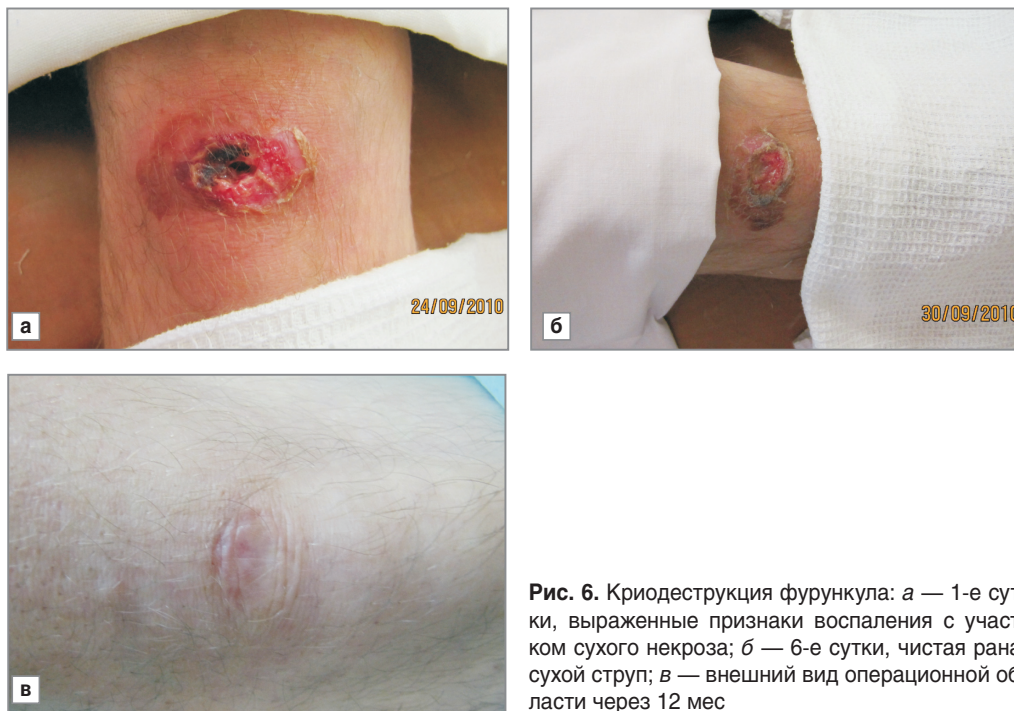 24/09/2010
а
30/09/2010
б
в
Рис. 6. Криодеструкция фурункула: а — 1-е сут-
ки, выраженные признаки воспаления с участ-
ком сухого некроза; б — 6-е сутки, чистая рана,
сухой струп; в — внешний вид операционной об-
ласти через 12 мес